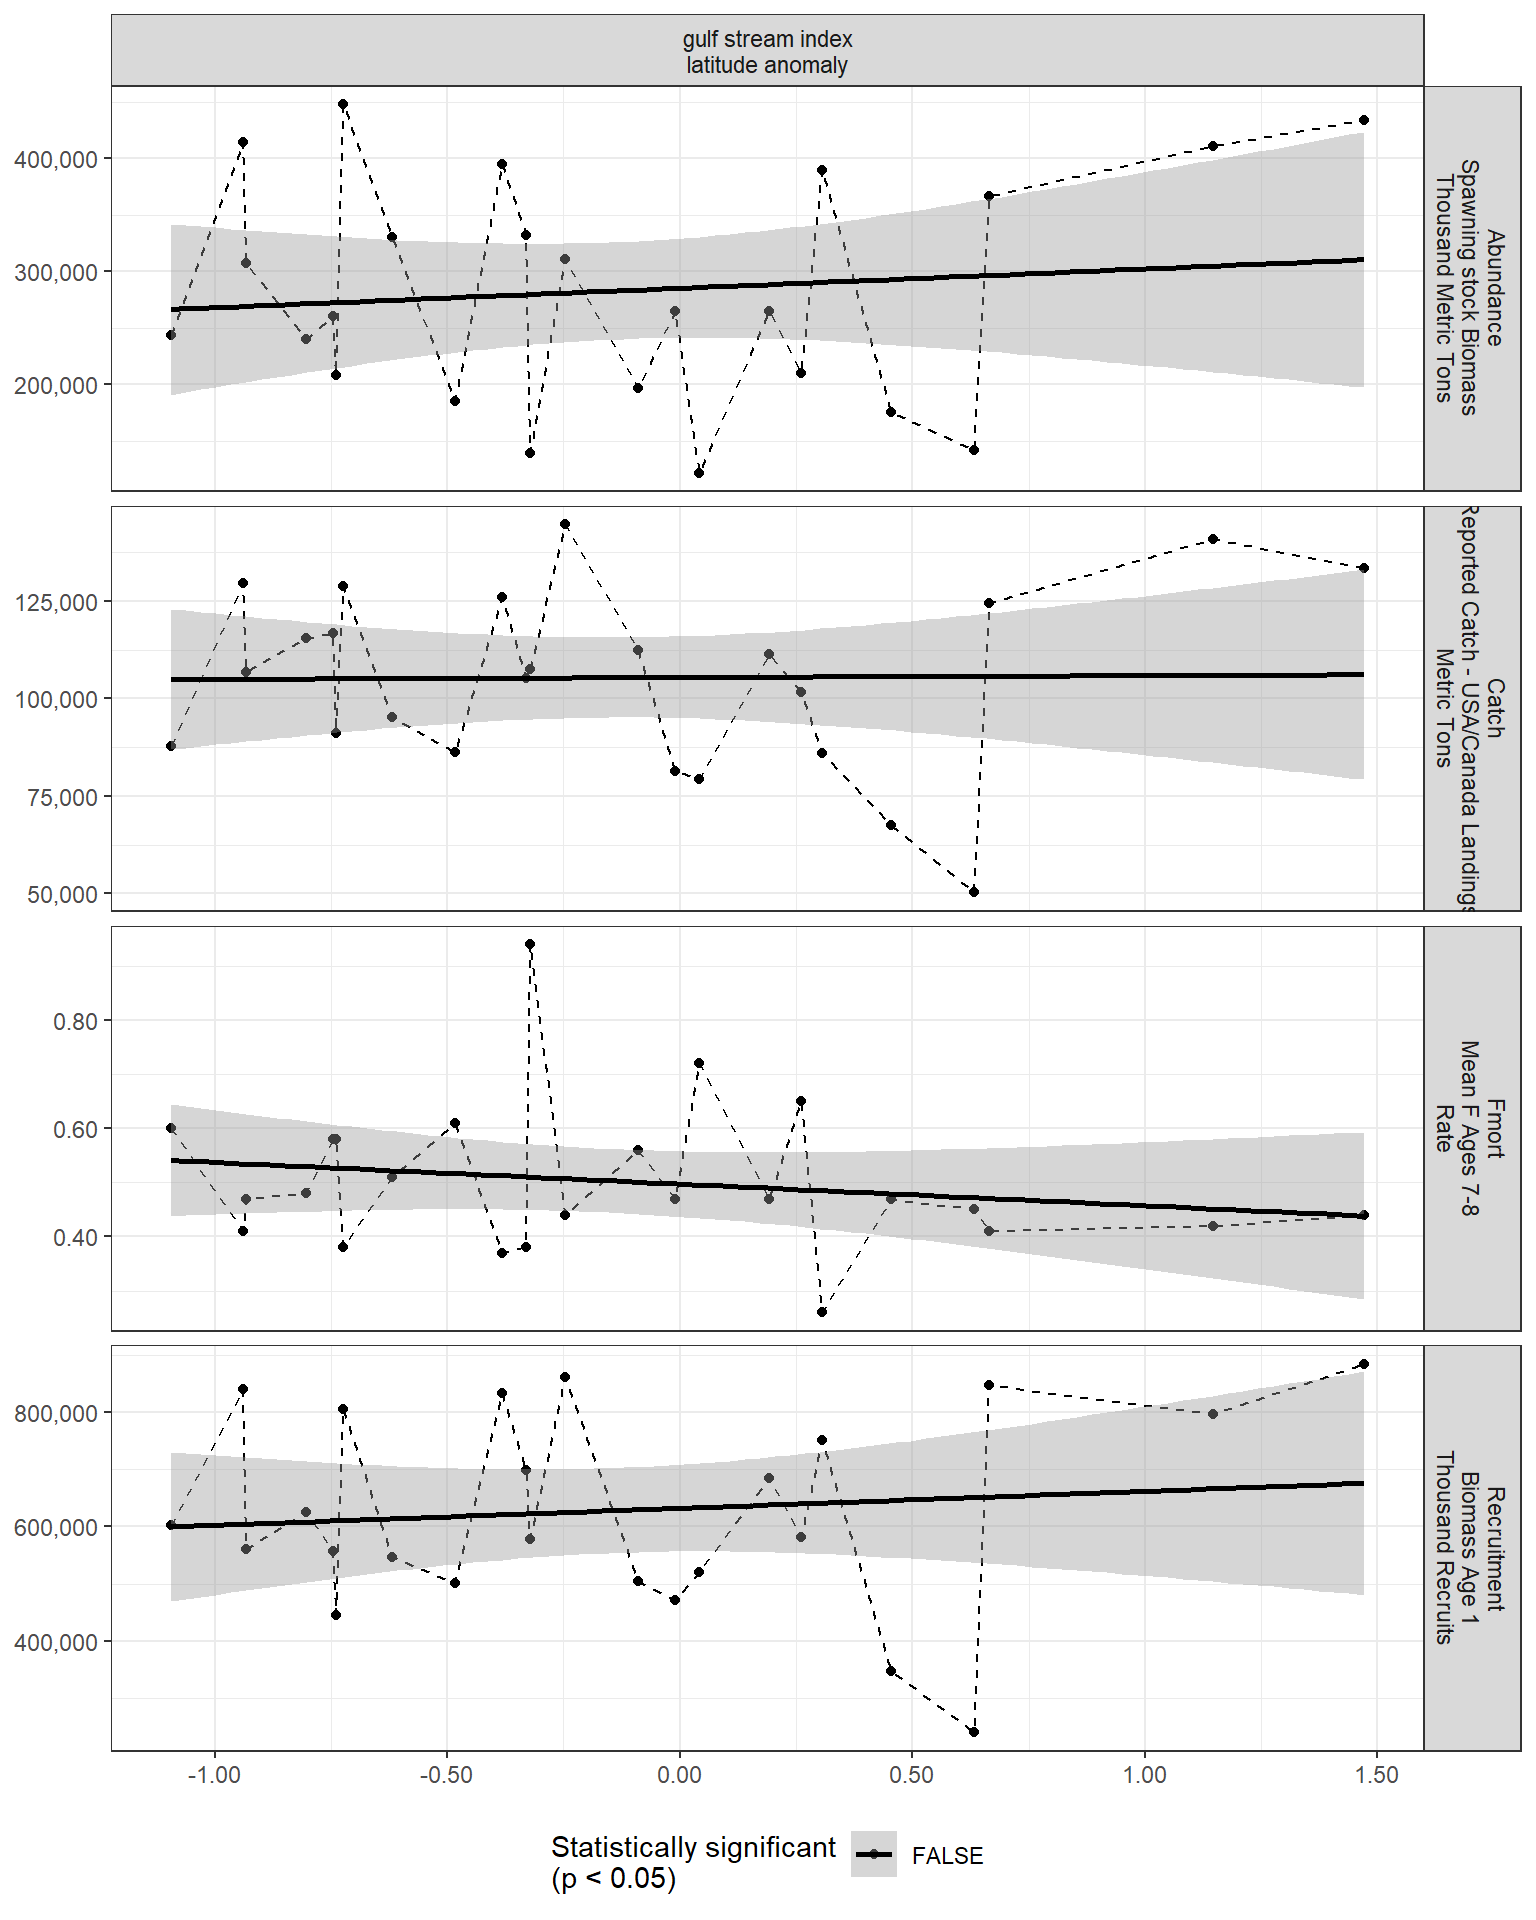 gulf stream index
latitude anomaly
400,000
300,000
200,000
Abundance
Spawning stock Biomass
Thousand Metric Tons
125,000
100,000
75,000
50,000
Catch
Reported Catch - USA/Canada Landings
Metric Tons
0.80
0.60
0.40
Fmort
Mean F Ages 7-8
Rate
800,000
600,000
400,000
Recruitment
Biomass Age 1
Thousand Recruits
-1.00
-0.50
0.00
0.50
1.00
1.50
Statistically significant
(p < 0.05)
FALSE